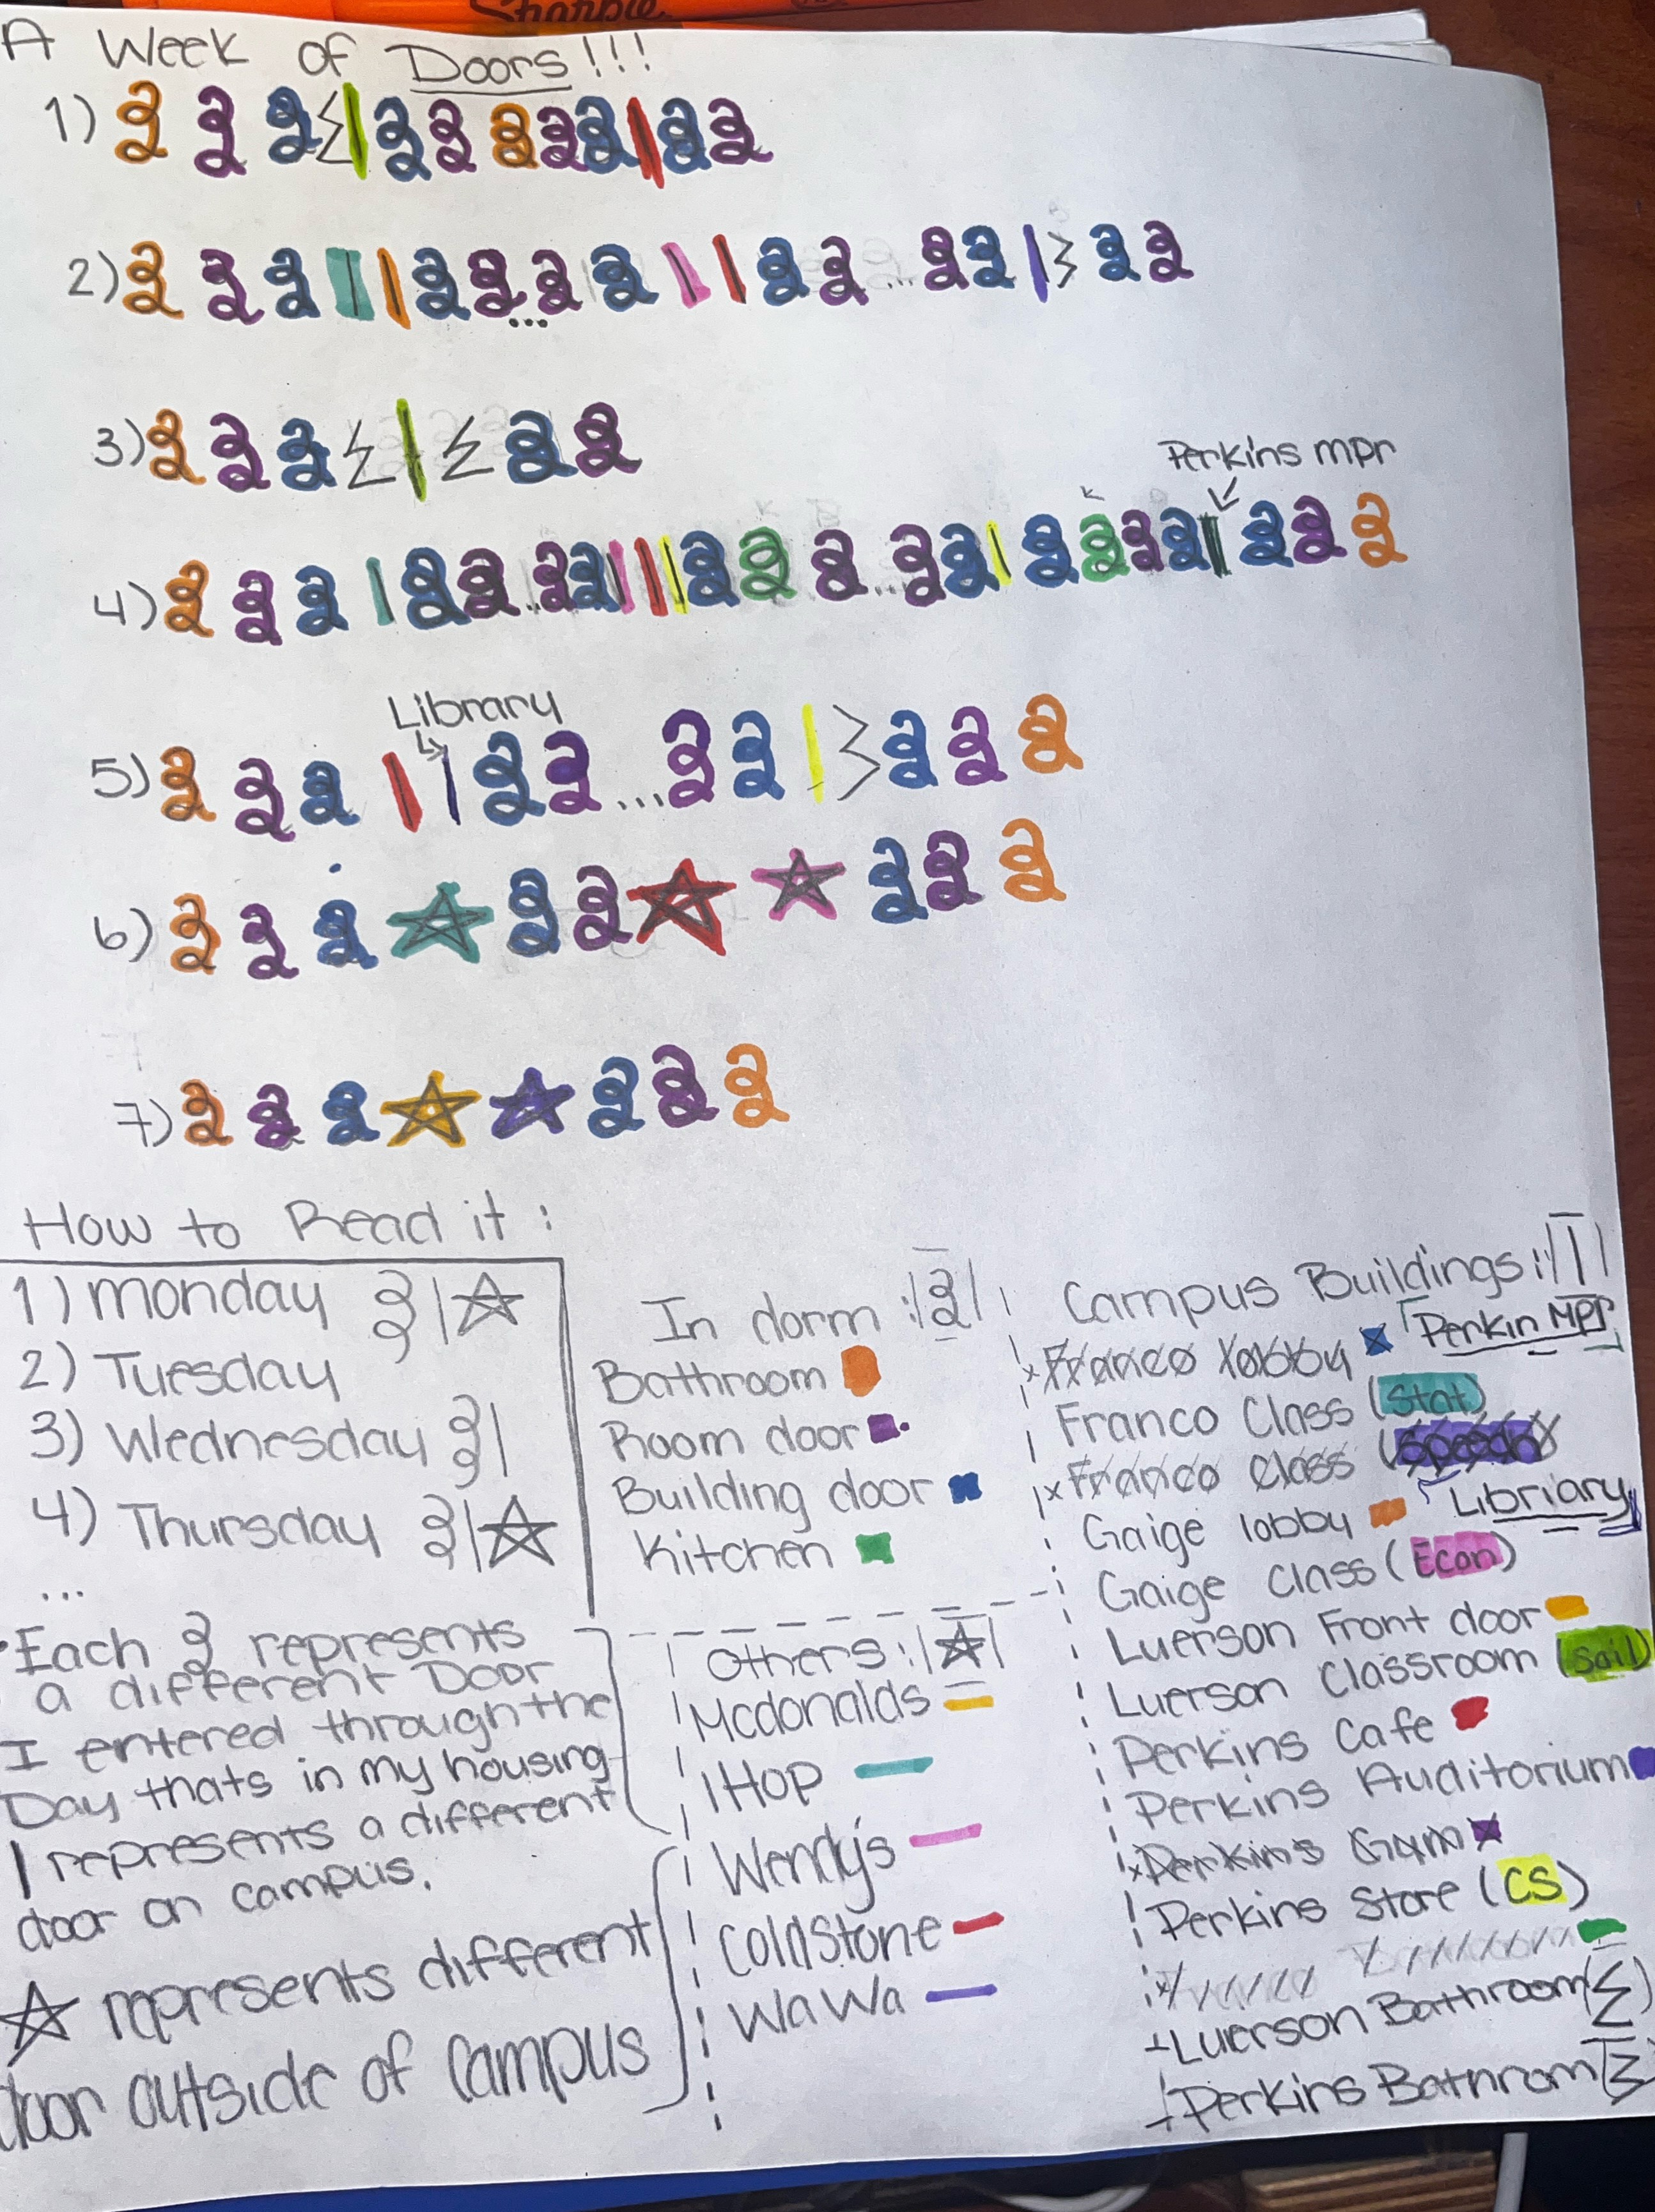 Sharpie
A Week of Doors!!!
1)
2)
...
...
3)
Perkins mpr
4)
..
...
Library
5)
...
6)
7)
How to Read it :
1) monday
2) Tuesday
3) Wednesday
4) Thursday
...
• Each represents
a different Door
I entered through the
Day thats in my housing
| represents a different
door on campus.
☆ represents different
door outside of campus
In dorm :
Bathroom
Room door
Building door
Kitchen
Others : |☆|
Mcdonalds
IHop
Wendy's
ColdStone
WaWa
Campus Buildings : | | |
x Franco lobby x Perkin MPr
Franco Class (Stat)
x Franco Class (Speech)
Gaige lobby Libriary
Gaige Class (Econ)
Luerson Front door
Luerson Classroom (Soil)
Perkins Cafe
Perkins Auditorium
x Perkins Gym x
Perkins Store (CS)
Luerson Bathroom (Σ)
Perkins Bathrom